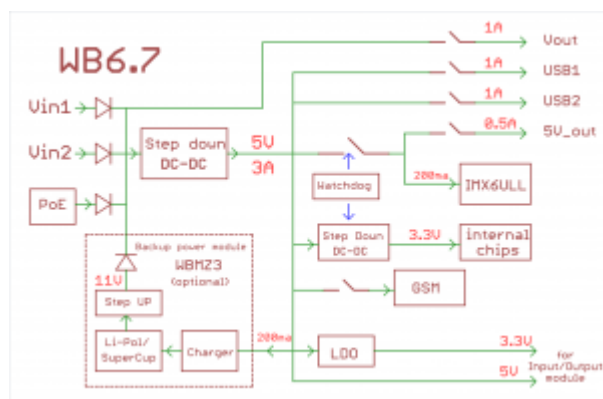 WB6.7
1A
Vout
1A
USB1
1A
USB2
0.5A
5V_out
Vin1
Vin2
Step down
DC-DC
5V
3A
Watchdog
200ma
IMX6ULL
PoE
Step Down
DC-DC
3.3V
internal
chips
Backup power module
WBMZ3
(optional)
11V
Step UP
GSM
Li-Pol/
SuperCup
Charger
200ma
LDO
3.3V
5V
for
Input/Output
module